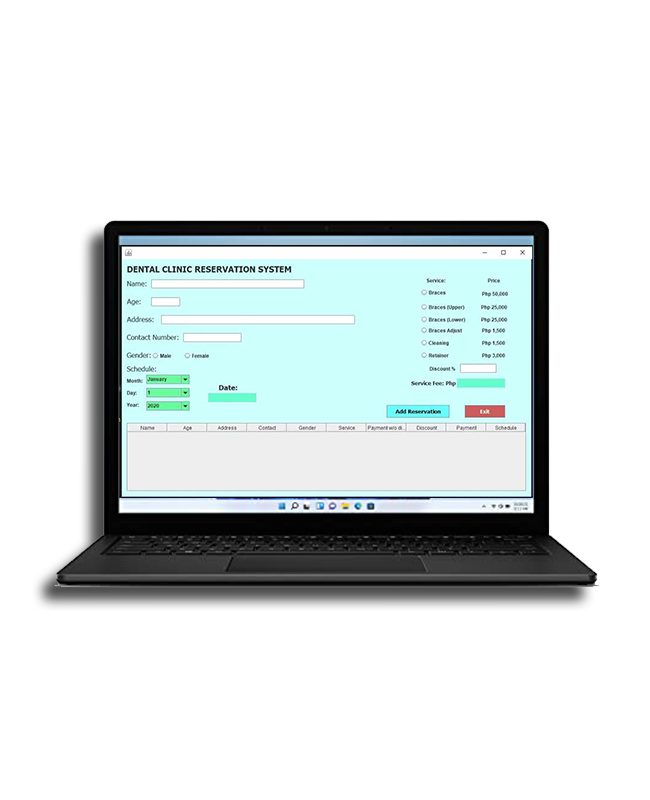 DENTAL CLINIC RESERVATION SYSTEM
Name:
Age:
Address:
Contact Number:
Gender: Male Female
Schedule:
Month: January
Day: 1
Year: 2020
Date:
Service: Price
Braces Php 50,000
Braces (Upper) Php 25,000
Braces (Lower) Php 25,000
Braces Adjust Php 1,500
Cleaning Php 1,500
Retainer Php 3,000
Discount %
Service Fee: Php
Add Reservation Exit
Name Age Address Contact Gender Service Payment w/o di... Discount Payment Schedule